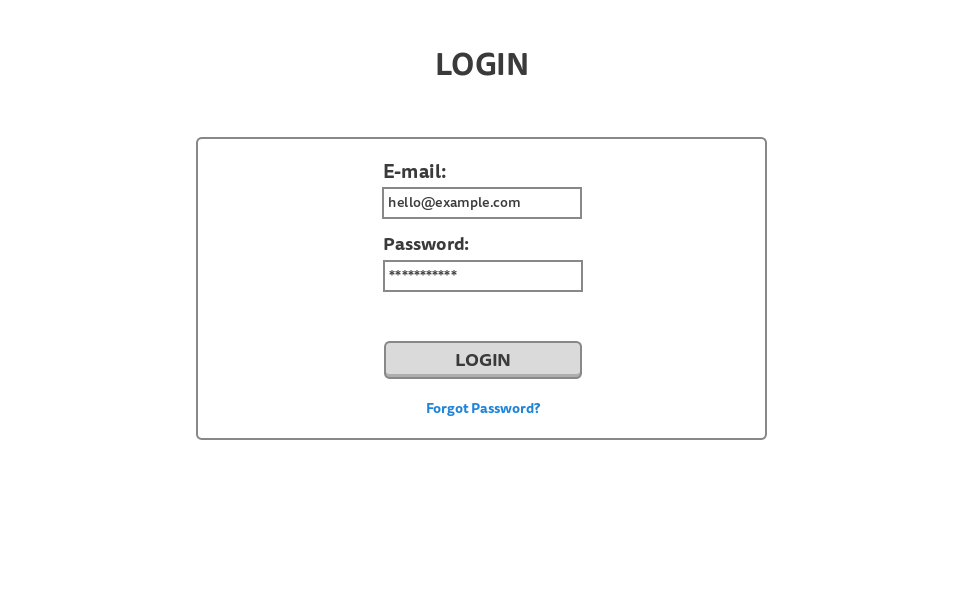 LOGIN
E-mail:
hello@example.com
Password:
***********
LOGIN
Forgot Password?